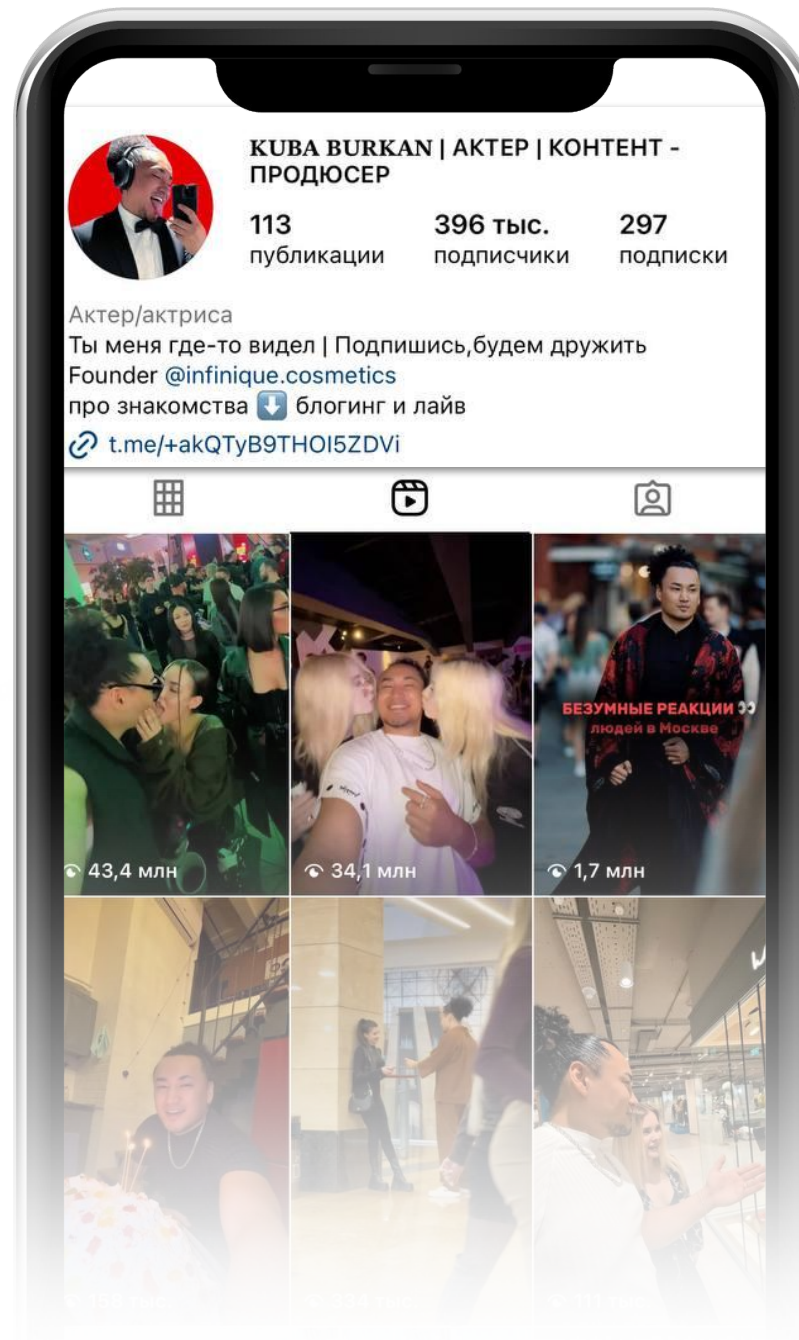 KUBA BURKAN | АКТЕР | КОНТЕНТ -
ПРОДЮСЕР
113 396 тыс. 297
публикации подписчики подписки
Актер/актриса
Ты меня где-то видел | Подпишись,будем дружить
Founder @infinique.cosmetics
про знакомства ⬇️ блогинг и лайв
t.me/+akQTyB9THOI5ZDVi
БЕЗУМНЫЕ РЕАКЦИИ 👀
людей в Москве
43,4 млн 34,1 млн 1,7 млн